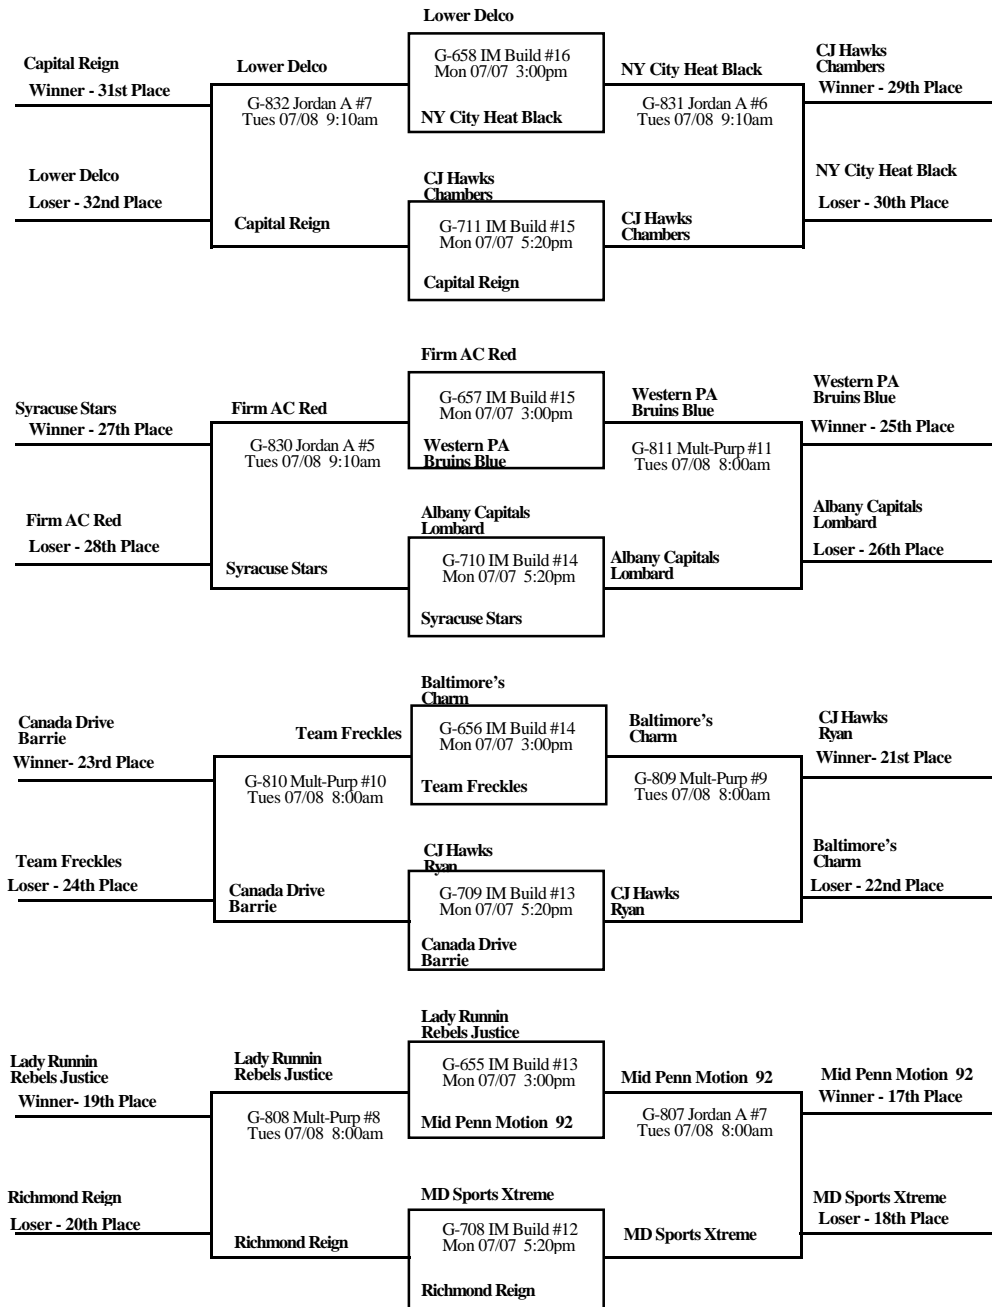 Lower Delco
Capital Reign
Winner - 31st Place
Lower Delco
G-658 IM Build #16
Mon 07/07  3:00pm
NY City Heat Black
NY City Heat Black
CJ Hawks
Chambers
Winner - 29th Place
G-832 Jordan A #7
Tues 07/08  9:10am
G-831 Jordan A #6
Tues 07/08  9:10am
Lower Delco
Loser - 32nd Place
Capital Reign
CJ Hawks
Chambers
G-711 IM Build #15
Mon 07/07  5:20pm
Capital Reign
CJ Hawks
Chambers
NY City Heat Black
Loser - 30th Place
Firm AC Red
Syracuse Stars
Winner - 27th Place
Firm AC Red
G-657 IM Build #15
Mon 07/07  3:00pm
Western PA
Bruins Blue
Western PA
Bruins Blue
Western PA
Bruins Blue
Winner - 25th Place
G-830 Jordan A #5
Tues 07/08  9:10am
G-811 Mult-Purp #11
Tues 07/08  8:00am
Firm AC Red
Loser - 28th Place
Syracuse Stars
Albany Capitals
Lombard
G-710 IM Build #14
Mon 07/07  5:20pm
Syracuse Stars
Albany Capitals
Lombard
Albany Capitals
Lombard
Loser - 26th Place
Baltimore's
Charm
Canada Drive
Barrie
Winner- 23rd Place
Team Freckles
G-656 IM Build #14
Mon 07/07  3:00pm
Team Freckles
Baltimore's
Charm
CJ Hawks
Ryan
Winner- 21st Place
G-810 Mult-Purp #10
Tues 07/08  8:00am
G-809 Mult-Purp #9
Tues 07/08  8:00am
Team Freckles
Loser - 24th Place
Canada Drive
Barrie
CJ Hawks
Ryan
G-709 IM Build #13
Mon 07/07  5:20pm
Canada Drive
Barrie
CJ Hawks
Ryan
Baltimore's
Charm
Loser - 22nd Place
Lady Runnin
Rebels Justice
Lady Runnin
Rebels Justice
Winner- 19th Place
Lady Runnin
Rebels Justice
G-655 IM Build #13
Mon 07/07  3:00pm
Mid Penn Motion  92
Mid Penn Motion  92
Mid Penn Motion  92
Winner - 17th Place
G-808 Mult-Purp #8
Tues 07/08  8:00am
G-807 Jordan A #7
Tues 07/08  8:00am
Richmond Reign
Loser - 20th Place
Richmond Reign
MD Sports Xtreme
G-708 IM Build #12
Mon 07/07  5:20pm
Richmond Reign
MD Sports Xtreme
MD Sports Xtreme
Loser - 18th Place